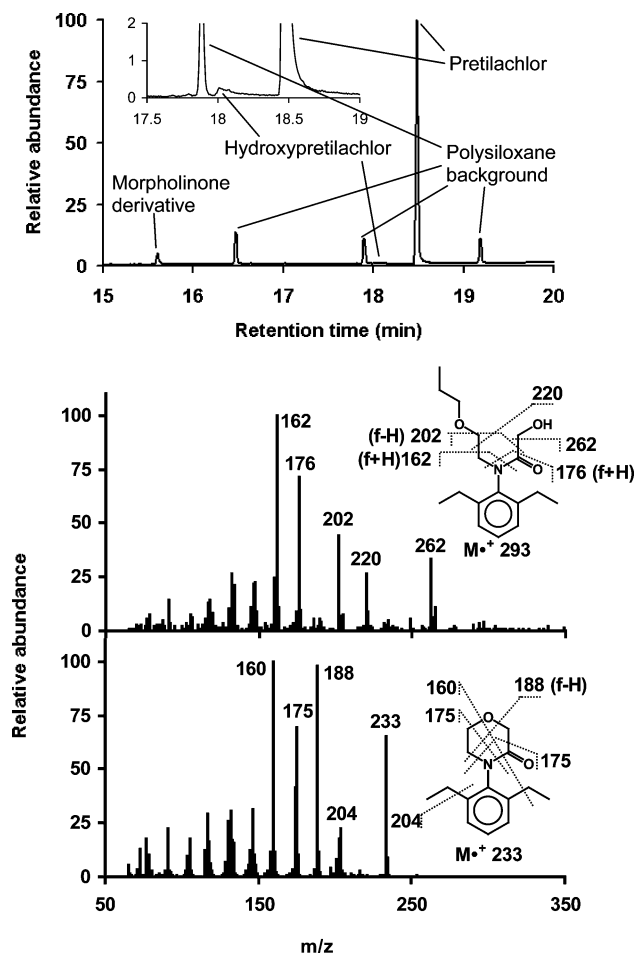 100
75
50
25
0
Relative abundance
2
1
0
17.5 18 18.5 19
Pretilachlor
Hydroxypretilachlor
Polysiloxane
background
Morpholinone
derivative
15 16 17 18 19 20
Retention time (min)
100
75
50
25
0
Relative abundance
162
176
202
220
262
220
O
OH
(f-H) 202
262
(f+H)162
176 (f+H)
N
O
M•+ 293
100
75
50
25
0
160
175
188
204
233
160
188 (f-H)
175
O
175
N
O
204
M•+ 233
50 150 250 350
m/z